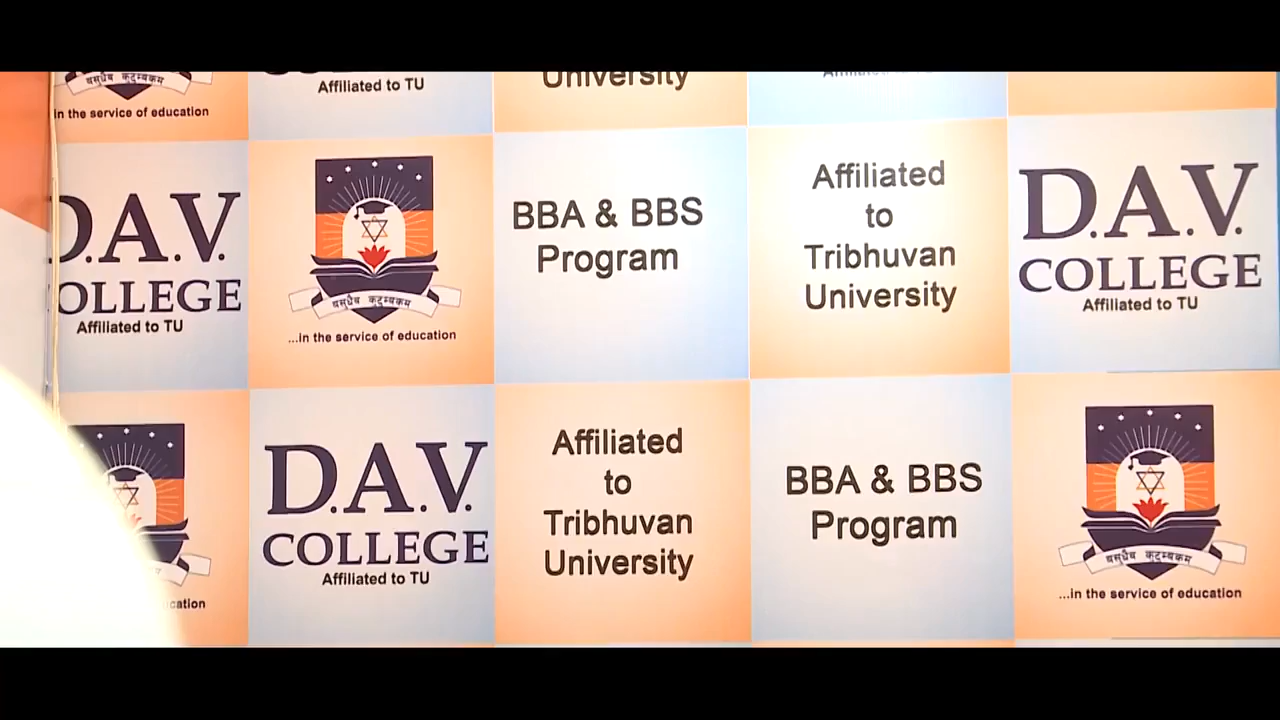 वसुधैव कुटुम्बकम
in the service of education
Affiliated to TU
University
D.A.V.
COLLEGE
Affiliated to TU
वसुधैव कुटुम्बकम
...in the service of education
BBA & BBS
Program
Affiliated
to
Tribhuvan
University
D.A.V.
COLLEGE
Affiliated to TU
D.A.V.
COLLEGE
Affiliated to TU
Affiliated
to
Tribhuvan
University
BBA & BBS
Program
वसुधैव कुटुम्बकम
...in the service of education